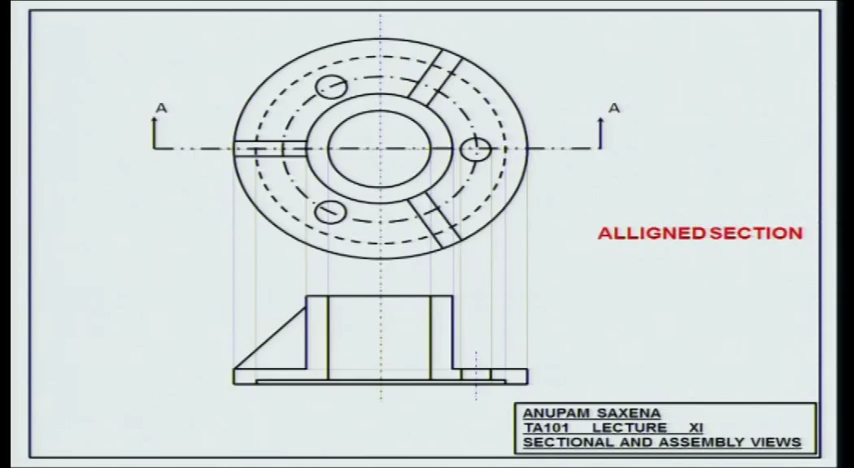 A A
ALLIGNED SECTION
ANUPAM SAXENA
TA101 LECTURE XI
SECTIONAL AND ASSEMBLY VIEWS